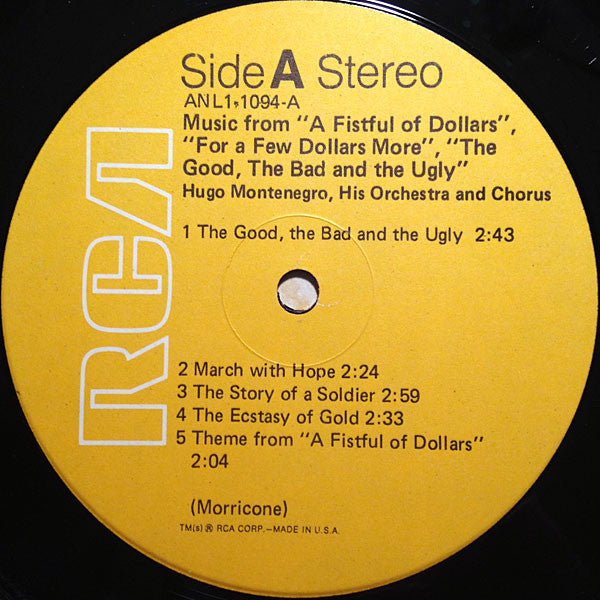 Side A Stereo
ANL1-1094-A
Music from "A Fistful of Dollars",
"For a Few Dollars More", "The
Good, The Bad and the Ugly"
Hugo Montenegro, His Orchestra and Chorus
1 The Good, the Bad and the Ugly 2:43
RCA
2 March with Hope 2:24
3 The Story of a Soldier 2:59
4 The Ecstasy of Gold 2:33
5 Theme from "A Fistful of Dollars"
2:04
(Morricone)
TM(s) ® RCA CORP.—MADE IN U.S.A.